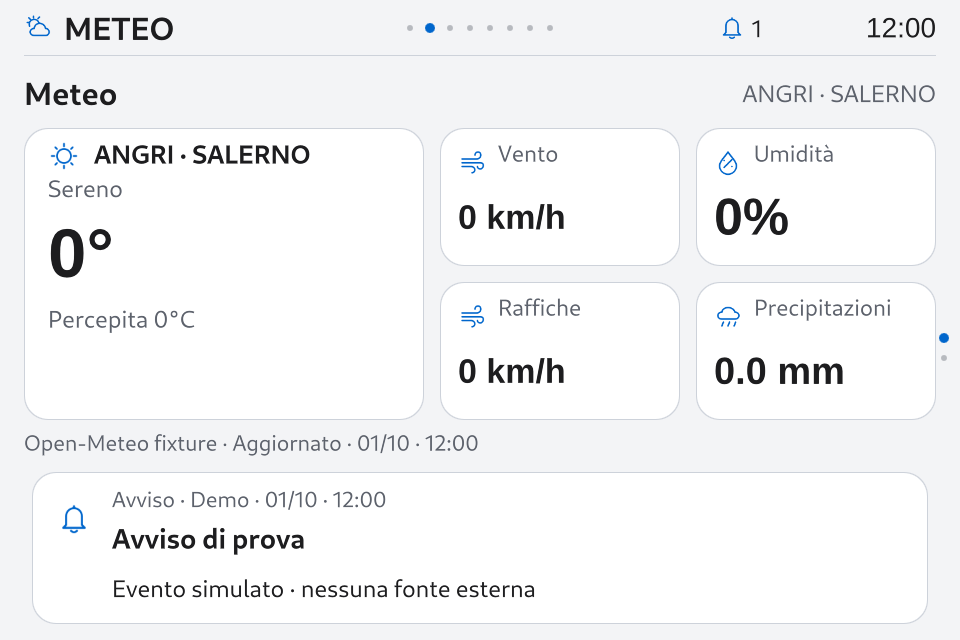 METEO
1
12:00
Meteo
ANGRI · SALERNO
ANGRI · SALERNO
Sereno
0°
Percepita 0°C
Vento
0 km/h
Umidità
0%
Raffiche
0 km/h
Precipitazioni
0.0 mm
Open-Meteo fixture · Aggiornato · 01/10 · 12:00
Avviso · Demo · 01/10 · 12:00
Avviso di prova
Evento simulato · nessuna fonte esterna